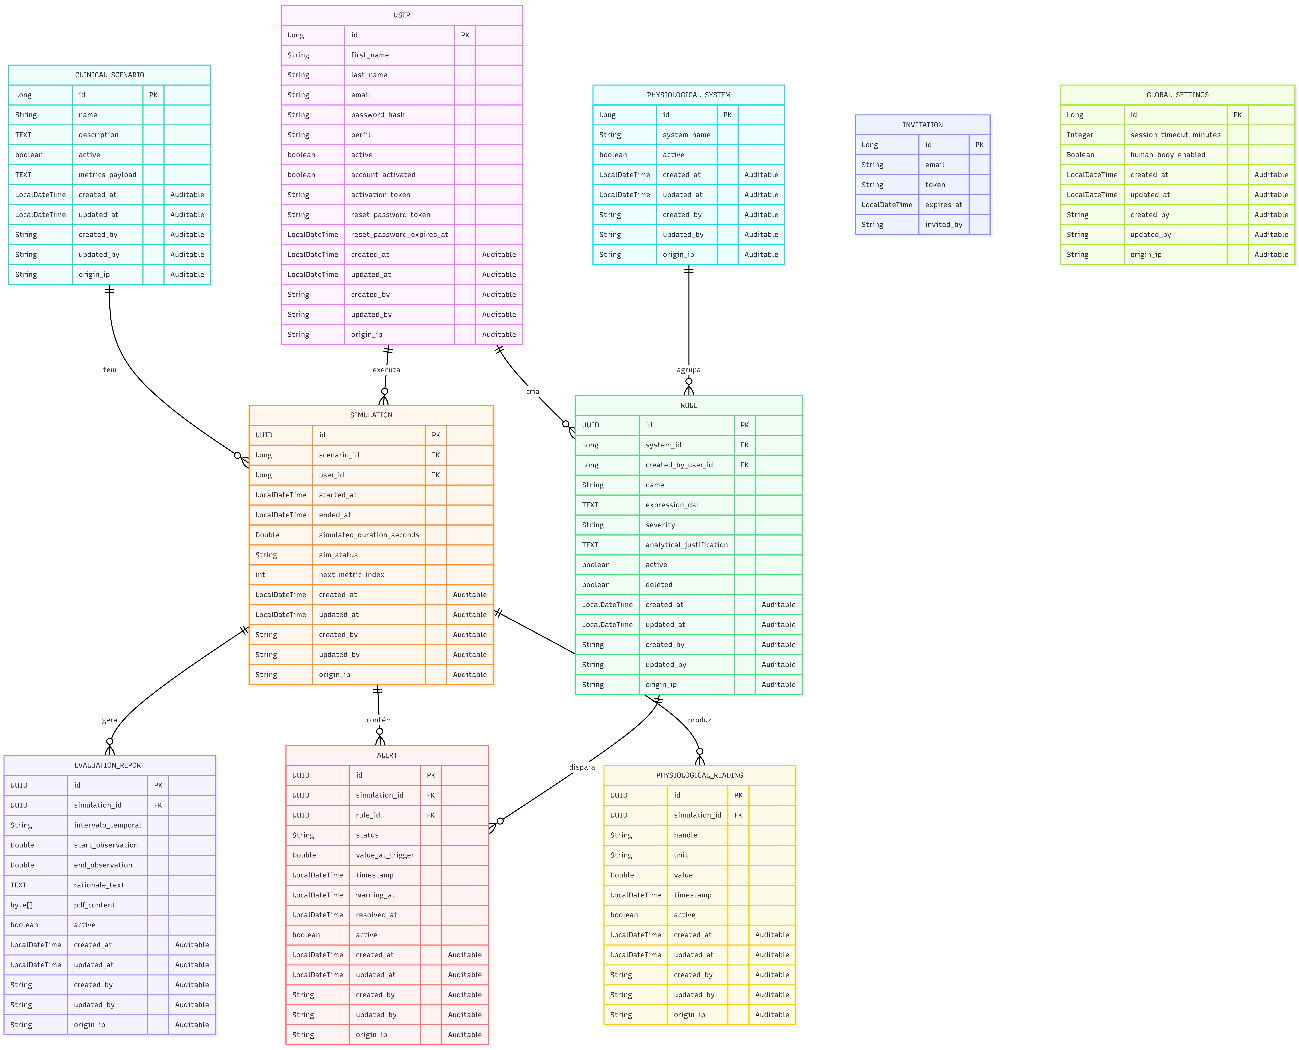 CLINICAL_SCENARIO
Long id PK
String name
TEXT description
boolean active
TEXT metrics_payload
LocalDateTime created_at Auditable
LocalDateTime updated_at Auditable
String created_by Auditable
String updated_by Auditable
String origin_ip Auditable
USER
Long id PK
String first_name
String last_name
String email
String password_hash
String perfil
boolean active
boolean account_activated
String activation_token
String reset_password_token
LocalDateTime reset_password_expires_at
LocalDateTime created_at Auditable
LocalDateTime updated_at Auditable
String created_by Auditable
String updated_by Auditable
String origin_ip Auditable
PHYSIOLOGICAL_SYSTEM
Long id PK
String system_name
boolean active
LocalDateTime created_at Auditable
LocalDateTime updated_at Auditable
String created_by Auditable
String updated_by Auditable
String origin_ip Auditable
INVITATION
Long id PK
String email
String token
LocalDateTime expires_at
String invited_by
GLOBAL_SETTINGS
Long id PK
Integer session_timeout_minutes
Boolean human_body_enabled
LocalDateTime created_at Auditable
LocalDateTime updated_at Auditable
String created_by Auditable
String updated_by Auditable
String origin_ip Auditable
tem
executa
cria
agrupa
SIMULATION
UUID id PK
Long scenario_id FK
Long user_id FK
LocalDateTime started_at
LocalDateTime ended_at
Double simulated_duration_seconds
String sim_status
int next_metric_index
LocalDateTime created_at Auditable
LocalDateTime updated_at Auditable
String created_by Auditable
String updated_by Auditable
String origin_ip Auditable
RULE
UUID id PK
Long system_id FK
Long created_by_user_id FK
String name
TEXT expression_dsl
String severity
TEXT analytical_justification
boolean active
boolean deleted
LocalDateTime created_at Auditable
LocalDateTime updated_at Auditable
String created_by Auditable
String updated_by Auditable
String origin_ip Auditable
gera
contém
dispara
produz
EVALUATION_REPORT
UUID id PK
UUID simulation_id FK
String intervalo_temporal
Double start_observation
Double end_observation
TEXT rationale_text
byte[] pdf_content
boolean active
LocalDateTime created_at Auditable
LocalDateTime updated_at Auditable
String created_by Auditable
String updated_by Auditable
String origin_ip Auditable
ALERT
UUID id PK
UUID simulation_id FK
UUID rule_id FK
String status
Double value_at_trigger
LocalDateTime timestamp
LocalDateTime warning_at
LocalDateTime resolved_at
boolean active
LocalDateTime created_at Auditable
LocalDateTime updated_at Auditable
String created_by Auditable
String updated_by Auditable
String origin_ip Auditable
PHYSIOLOGICAL_READING
UUID id PK
UUID simulation_id FK
String handle
String unit
Double value
LocalDateTime timestamp
boolean active
LocalDateTime created_at Auditable
LocalDateTime updated_at Auditable
String created_by Auditable
String updated_by Auditable
String origin_ip Auditable